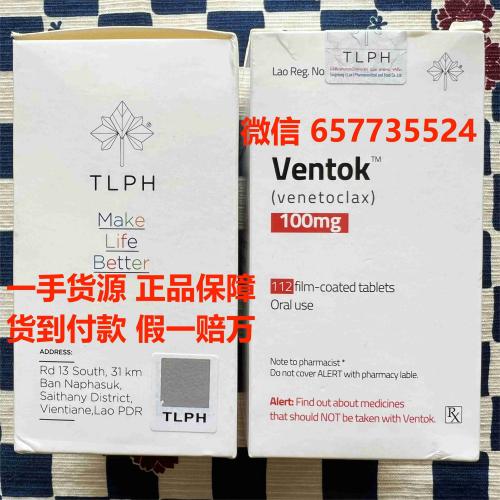 TLPH
Make
Life
Better
ADDRESS:
Rd 13 South, 31 km
Ban Naphasuk,
Saithany District,
Vientiane,Lao PDR
TLPH
Lao Reg. No
TLPH
微信 657735524
Ventok™
(venetoclax)
100mg
112 film-coated tablets
Oral use
Note to pharmacist *
Do not cover ALERT with pharmacy lable.
Alert: Find out about medicines
that should NOT be taken with Ventok.
Rx
一手货源 正品保障
货到付款 假一赔万